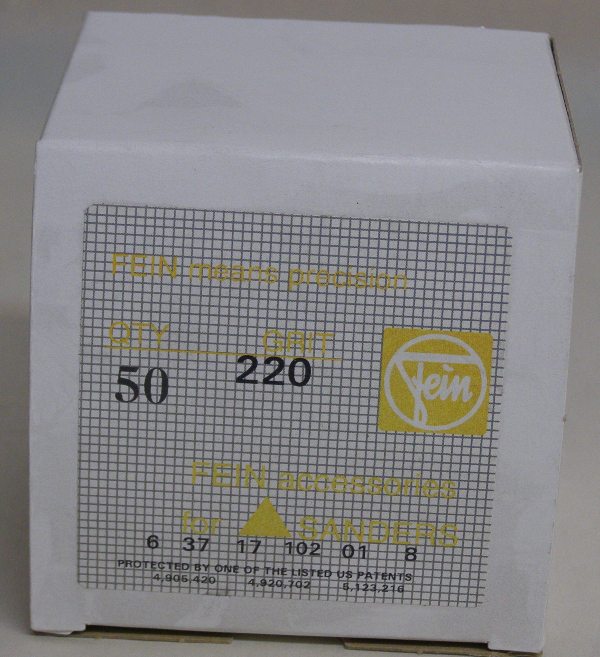 FEIN means precision
QTY GRIT
50 220
Fein
FEIN accessories
for SANDERS
6 37 17 102 01 8
PROTECTED BY ONE OF THE LISTED US PATENTS
4,905,420 4,920,702 5,123,216